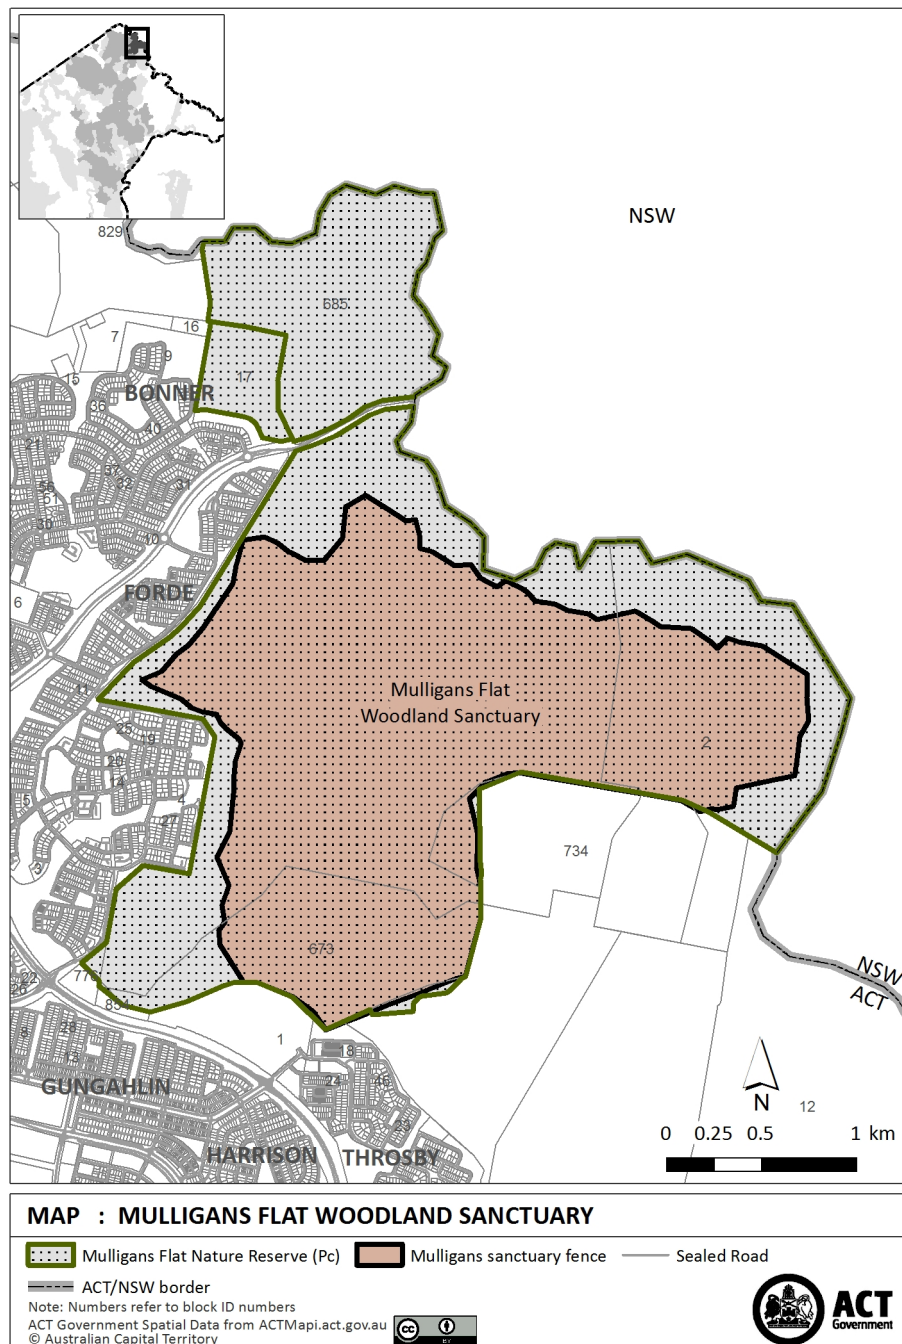 829
NSW
685
16
7
9
15
17
BONNER
36
40
21
37
32
31
56
51
30
10
FORDE
6
11
Mulligans Flat
Woodland Sanctuary
25
19
2
20
14
5
4
27
734
3
673
NSW
ACT
22
26
854
1
8
28
13
18
24
46
23
GUNGAHLIN
N
12
0 0.25 0.5 1 km
HARRISON THROSBY
MAP : MULLIGANS FLAT WOODLAND SANCTUARY
Mulligans Flat Nature Reserve (Pc) Mulligans sanctuary fence Sealed Road
ACT/NSW border
Note: Numbers refer to block ID numbers
ACT Government Spatial Data from ACTMapi.act.gov.au
© Australian Capital Territory
cc
BY
ACT
Government